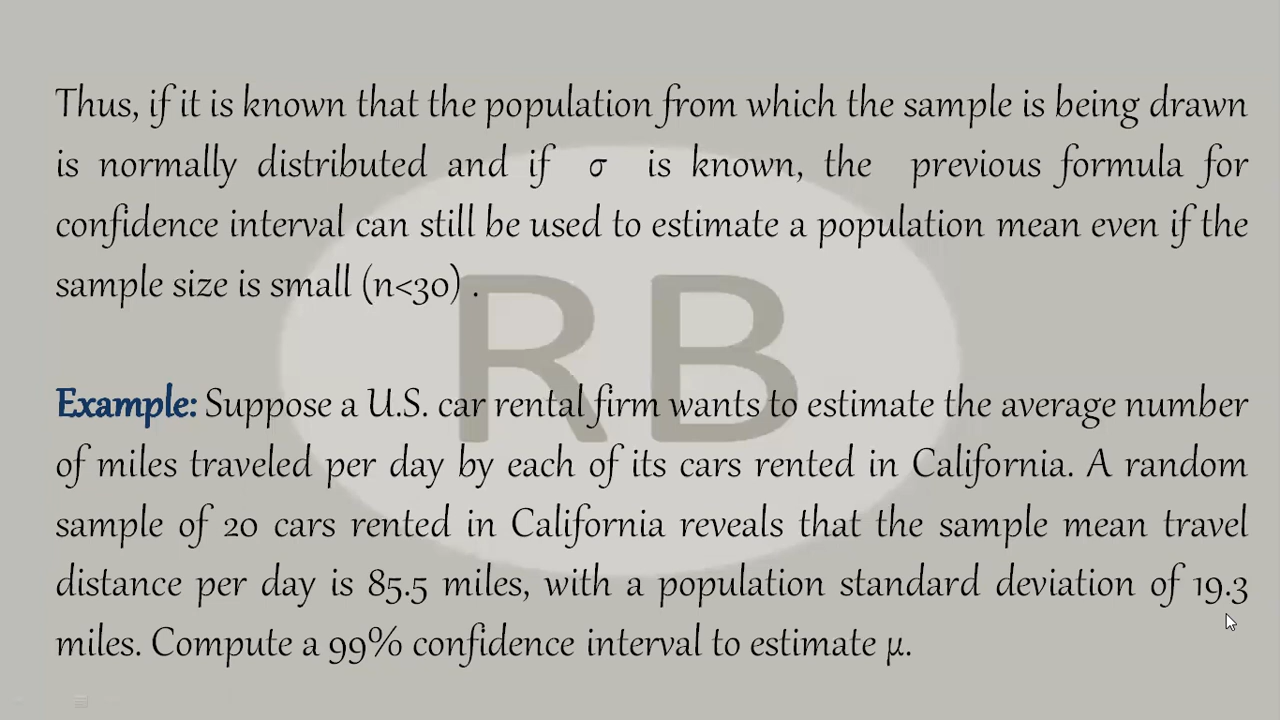 Thus, if it is known that the population from which the sample is being drawn
is normally distributed and if σ is known, the previous formula for
confidence interval can still be used to estimate a population mean even if the
sample size is small (n<30) .
Example: Suppose a U.S. car rental firm wants to estimate the average number
of miles traveled per day by each of its cars rented in California. A random
sample of 20 cars rented in California reveals that the sample mean travel
distance per day is 85.5 miles, with a population standard deviation of 19.3
miles. Compute a 99% confidence interval to estimate μ.
RB